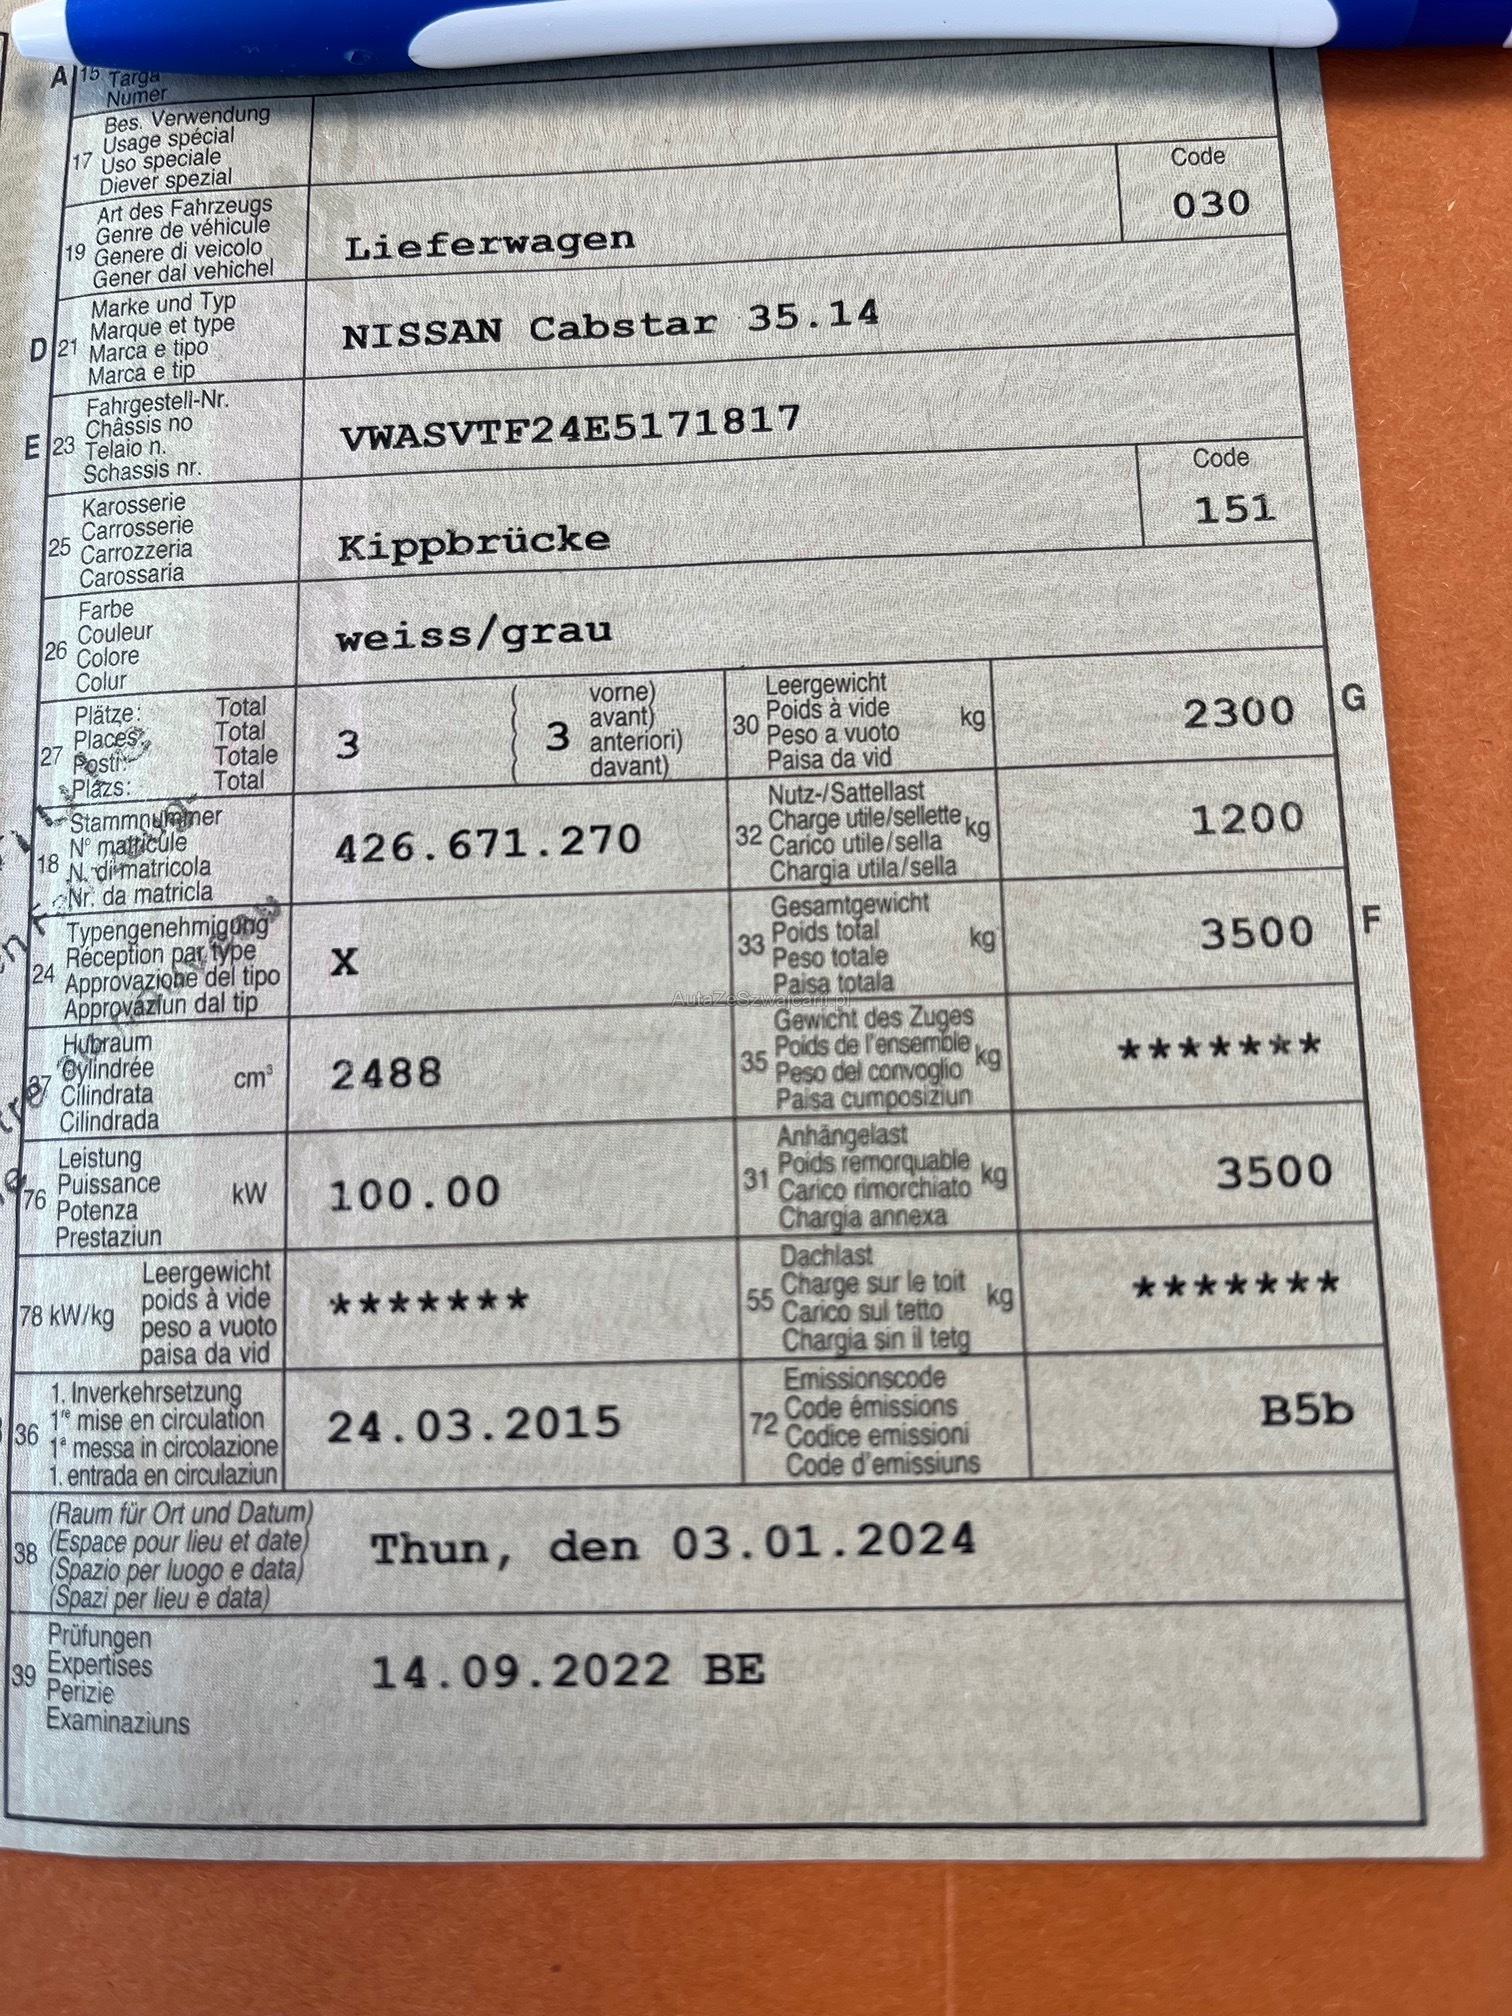 A 15 Targa
Numer
17 Bes. Verwendung
Usage spécial
Uso speciale
Diever spezial
19 Art des Fahrzeugs
Genre de véhicule
Genere di veicolo
Gener dal vehichel
Lieferwagen
Code
030
D 21 Marke und Typ
Marque et type
Marca e tipo
Marca e tip
NISSAN Cabstar 35.14
E 23 Fahrgestell-Nr.
Châssis no
Telaio n.
Schassis nr.
VWASVTF24E5171817
25 Karosserie
Carrosserie
Carrozzeria
Carossaria
Kippbrücke
Code
151
26 Farbe
Couleur
Colore
Colur
weiss/grau
27 Plätze: Total
Places: Total
Posti: Totale
Plazs: Total
3 ( 3 vorne)
avant)
anteriori)
davant)
30 Leergewicht
Poids à vide
Peso a vuoto
Paisa da vid
kg
2300 G
18 Stammnummer
N° matricule
N. di matricola
Nr. da matricla
426.671.270
32 Nutz-/Sattellast
Charge utile/sellette
Carico utile/sella
Chargia utila/sella
kg
1200
24 Typengenehmigung
Réception par type
Approvazione del tipo
Approvaziun dal tip
X
33 Gesamtgewicht
Poids total
Peso totale
Paisa totala
kg
3500 F
AutaZeSzwajcarii.pl
37 Hubraum
Cylindrée
Cilindrata
Cilindrada
cm³
2488
35 Gewicht des Zuges
Poids de l'ensemble
Peso del convoglio
Paisa cumposiziun
kg
*******
76 Leistung
Puissance
Potenza
Prestaziun
kW
100.00
31 Anhängelast
Poids remorquable
Carico rimorchiato
Chargia annexa
kg
3500
78 kW/kg Leergewicht
poids à vide
peso a vuoto
paisa da vid
*******
55 Dachlast
Charge sur le toit
Carico sul tetto
Chargia sin il tetg
kg
*******
36 1. Inverkehrsetzung
1re mise en circulation
1a messa in circolazione
1. entrada en circulaziun
24.03.2015
72 Emissionscode
Code émissions
Codice emissioni
Code d'emissiuns
B5b
38 (Raum für Ort und Datum)
(Espace pour lieu et date)
(Spazio per luogo e data)
(Spazi per lieu e data)
Thun, den 03.01.2024
39 Prüfungen
Expertises
Perizie
Examinaziuns
14.09.2022 BE